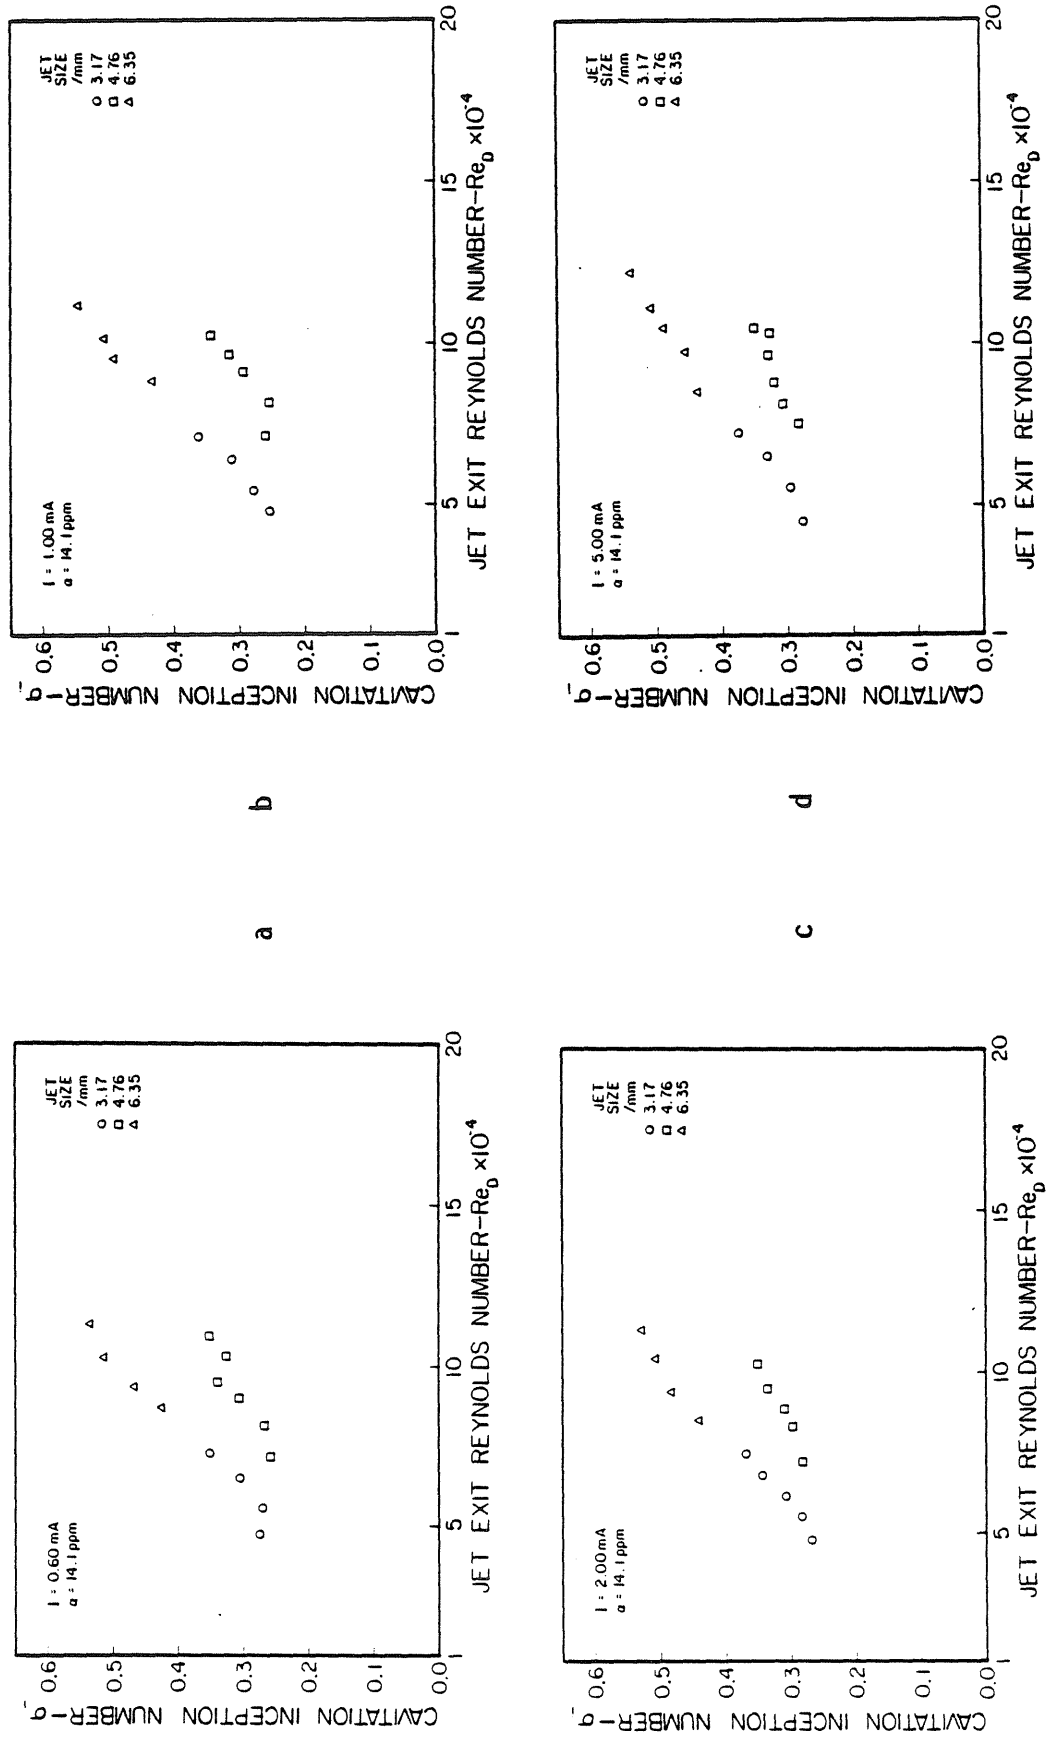 CAVITATION INCEPTION NUMBER-σᵢ
0.6
0.5
0.4
0.3
0.2
0.1
0.0
I = 0.60 mA
α = 14.1 ppm
JET
SIZE
/mm
○ 3.17
□ 4.76
△ 6.35
1 5 10 15 20
JET EXIT REYNOLDS NUMBER-Re_D ×10⁻⁴
a
CAVITATION INCEPTION NUMBER-σᵢ
0.6
0.5
0.4
0.3
0.2
0.1
0.0
I = 1.00 mA
α = 14.1 ppm
JET
SIZE
/mm
○ 3.17
□ 4.76
△ 6.35
1 5 10 15 20
JET EXIT REYNOLDS NUMBER-Re_D ×10⁻⁴
b
CAVITATION INCEPTION NUMBER-σᵢ
0.6
0.5
0.4
0.3
0.2
0.1
0.0
I = 2.00 mA
α = 14.1 ppm
JET
SIZE
/mm
○ 3.17
□ 4.76
△ 6.35
1 5 10 15 20
JET EXIT REYNOLDS NUMBER-Re_D ×10⁻⁴
c
CAVITATION INCEPTION NUMBER-σᵢ
0.6
0.5
0.4
0.3
0.2
0.1
0.0
I = 5.00 mA
α = 14.1 ppm
JET
SIZE
/mm
○ 3.17
□ 4.76
△ 6.35
1 5 10 15 20
JET EXIT REYNOLDS NUMBER-Re_D ×10⁻⁴
d